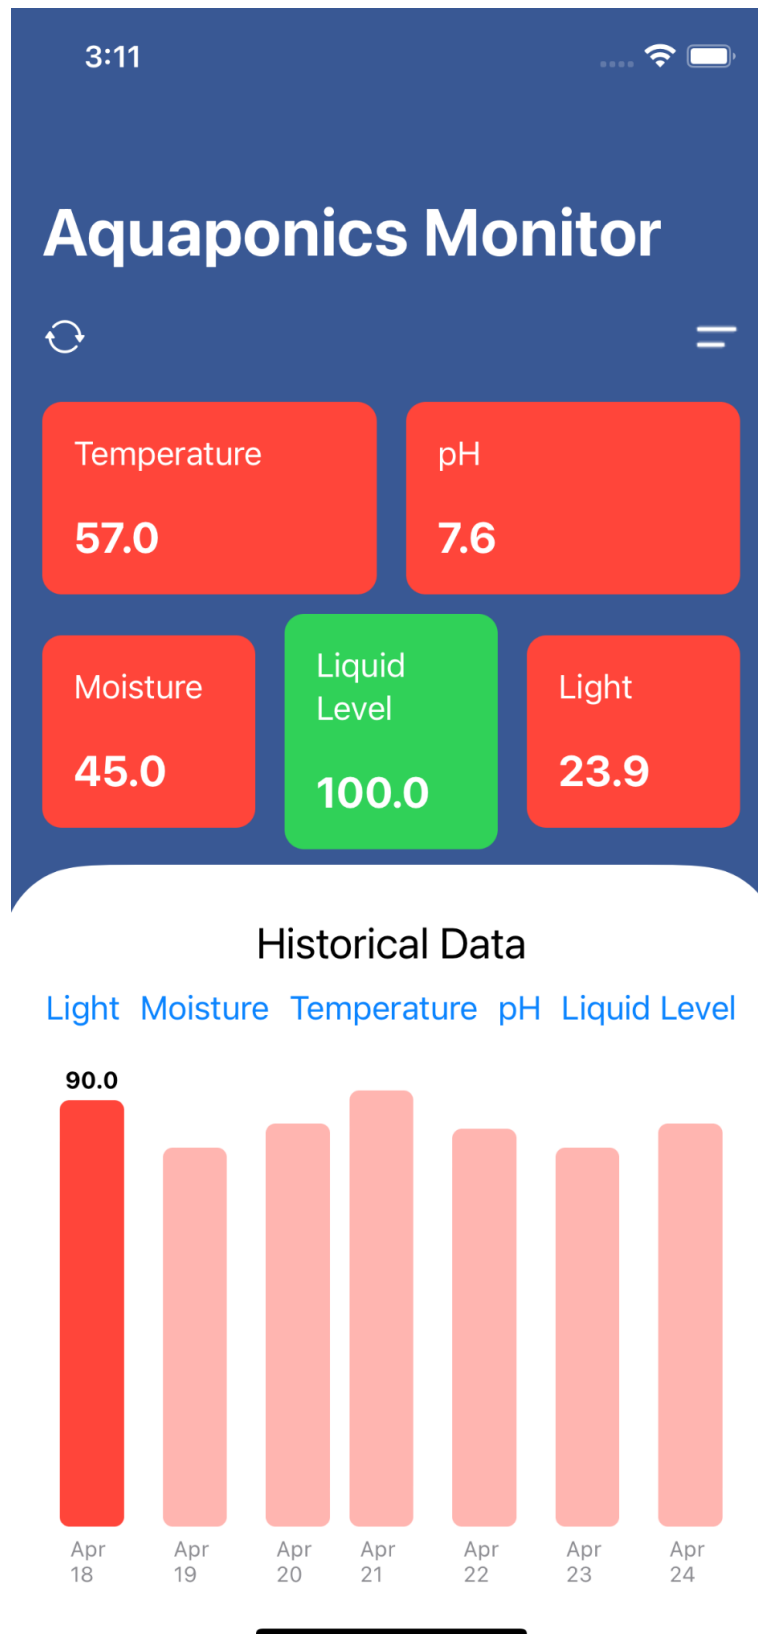 3:11
Aquaponics Monitor
Temperature
57.0
pH
7.6
Moisture
45.0
Liquid
Level
100.0
Light
23.9
Historical Data
Light Moisture Temperature pH Liquid Level
90.0
Apr
18
Apr
19
Apr
20
Apr
21
Apr
22
Apr
23
Apr
24